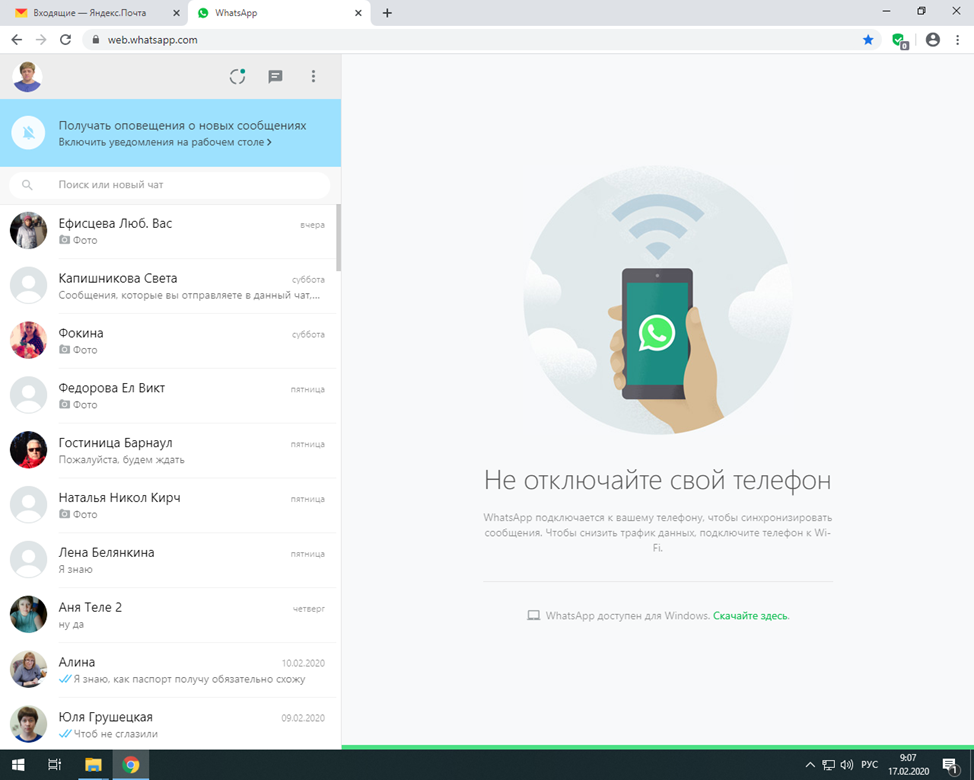 Входящие — Яндекс.Почта
WhatsApp
web.whatsapp.com
0
Получать оповещения о новых сообщениях
Включить уведомления на рабочем столе
Поиск или новый чат
Ефисцева Люб. Вас
вчера
Фото
Капишникова Света
суббота
Сообщения, которые вы отправляете в данный чат,...
Фокина
суббота
Фото
Федорова Ел Викт
пятница
Фото
Гостиница Барнаул
пятница
Пожалуйста, будем ждать
Наталья Никол Кирч
пятница
Фото
Лена Белянкина
пятница
Я знаю
Аня Теле 2
четверг
ну да
Алина
10.02.2020
Я знаю, как паспорт получу обязательно схожу
Юля Грушецкая
09.02.2020
Чтоб не сглазили
Не отключайте свой телефон
WhatsApp подключается к вашему телефону, чтобы синхронизировать
сообщения. Чтобы снизить трафик данных, подключите телефон к Wi-
Fi.
WhatsApp доступен для Windows. Скачайте здесь.
РУС
9:07
17.02.2020
1